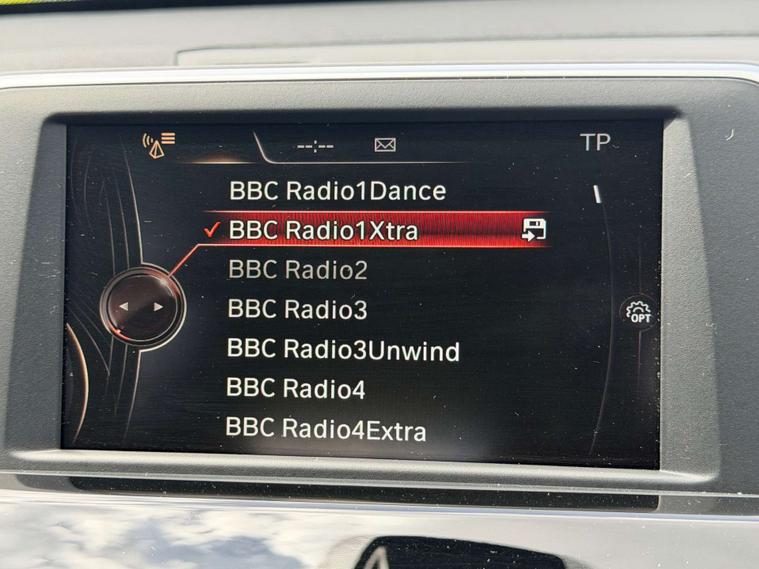 --:-- TP
BBC Radio1Dance
BBC Radio1Xtra
BBC Radio2
BBC Radio3
OPT
BBC Radio3Unwind
BBC Radio4
BBC Radio4Extra